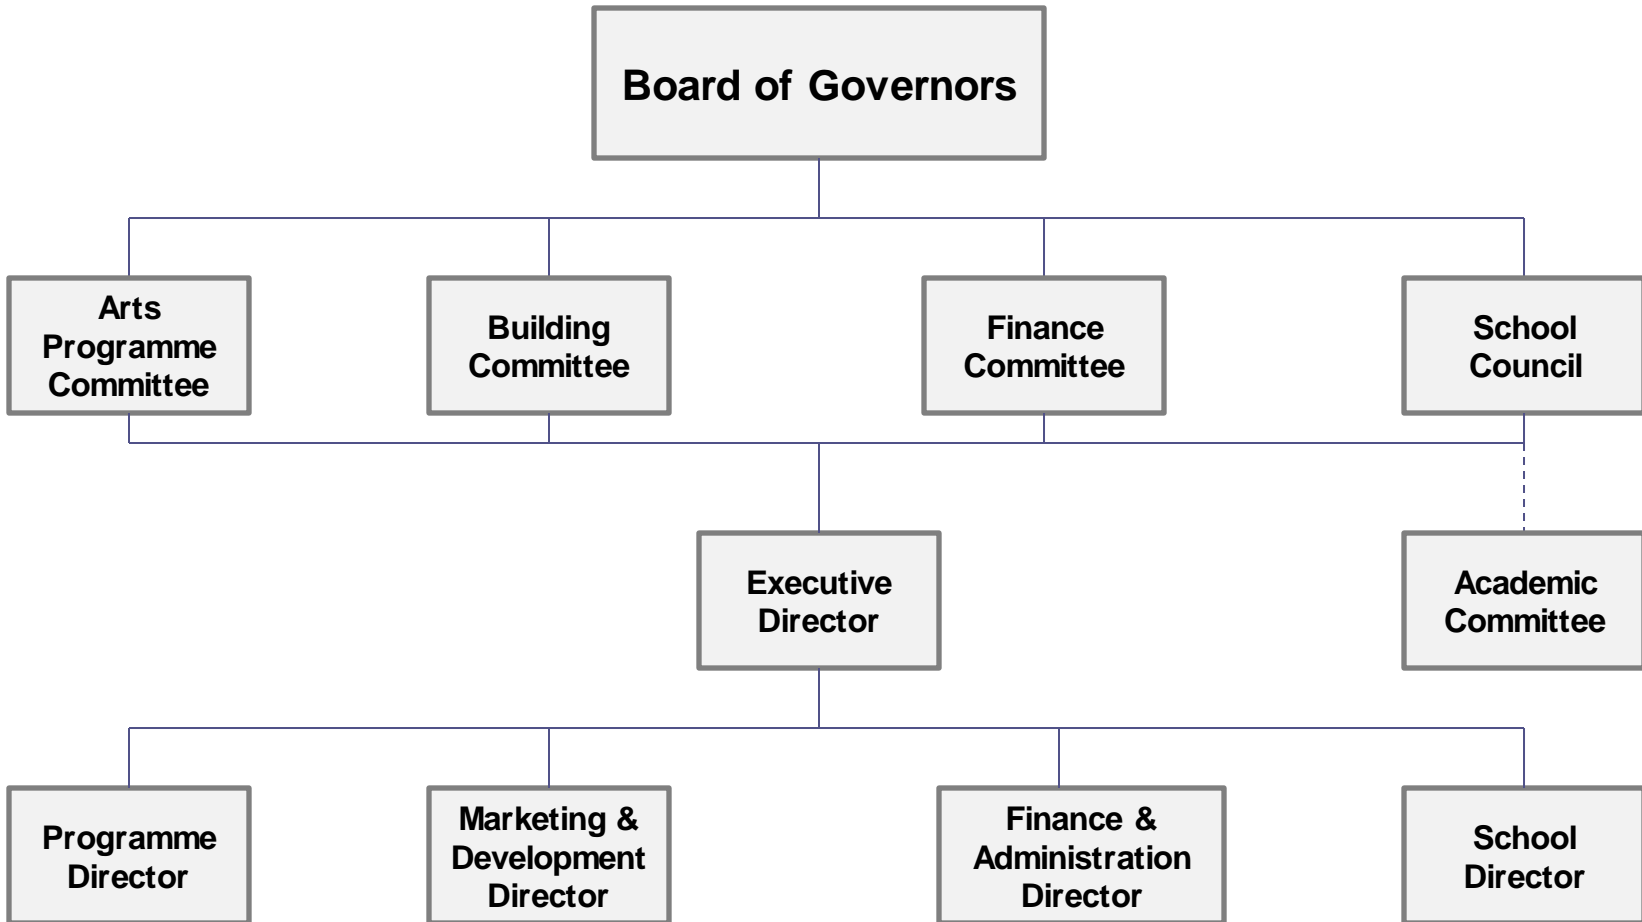 Board of Governors
Arts
Programme
Committee
Building
Committee
Finance
Committee
School
Council
Executive
Director
Academic
Committee
Programme
Director
Marketing &
Development
Director
Finance &
Administration
Director
School
Director